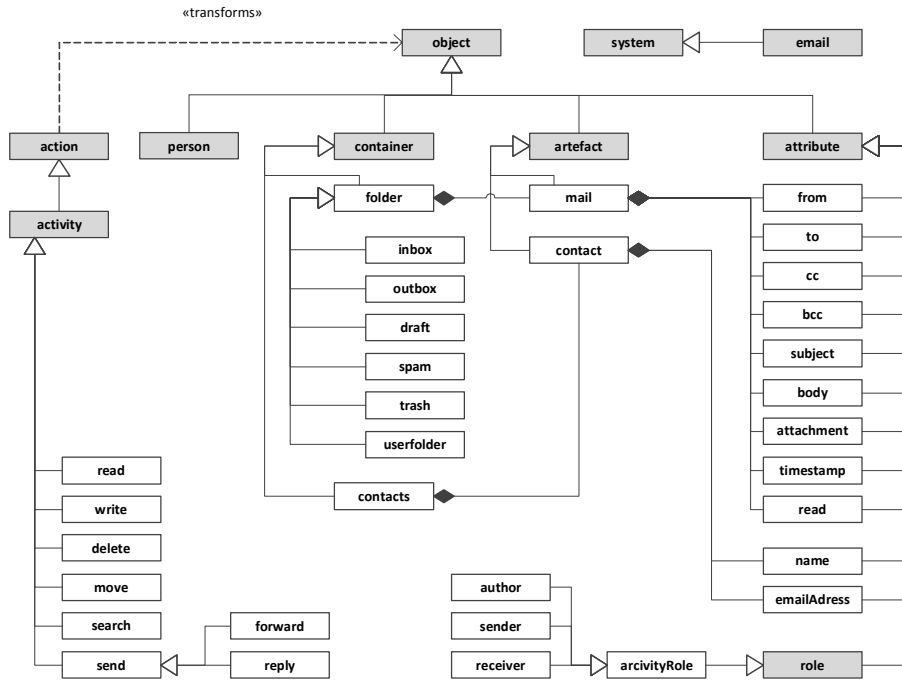 «transforms»
object
system
email
action
person
container
artefact
attribute
folder
mail
from
activity
to
inbox
contact
cc
outbox
bcc
draft
subject
spam
body
trash
attachment
userfolder
timestamp
read
contacts
read
write
delete
name
move
author
emailAdress
search
forward
sender
send
reply
receiver
arcivityRole
role